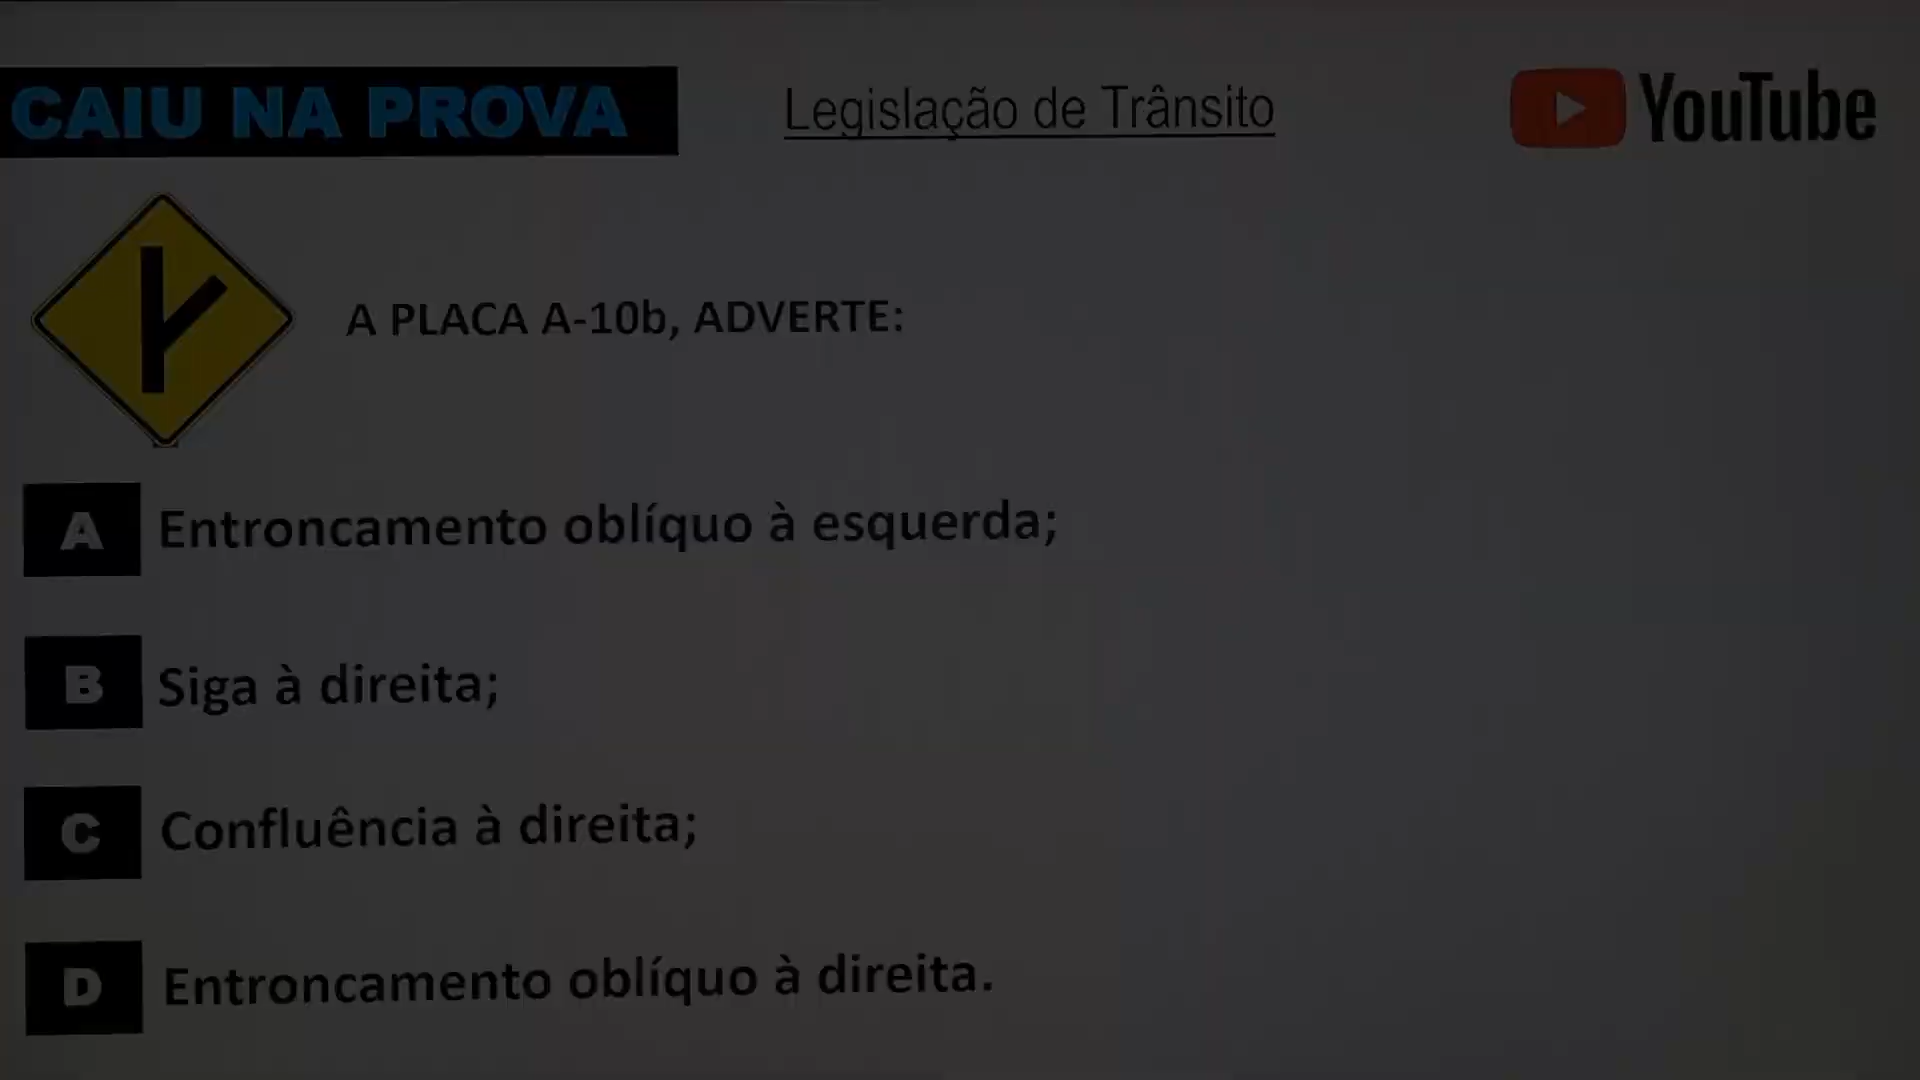 CAIU NA PROVA
Legislação de Trânsito
YouTube
A PLACA A-10b, ADVERTE:
A Entroncamento oblíquo à esquerda;
B Siga à direita;
C Confluência à direita;
D Entroncamento oblíquo à direita.